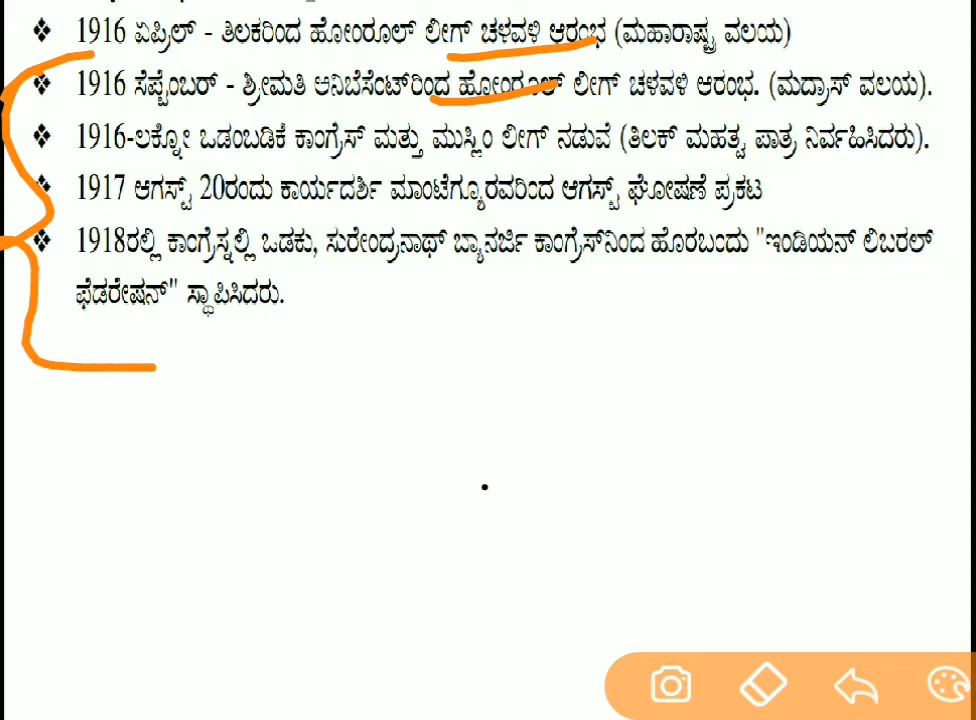 ❖ 1916 ಏಪ್ರಿಲ್ - ತಿಲಕರಿಂದ ಹೋಂರೂಲ್ ಲೀಗ್ ಚಳವಳಿ ಆರಂಭ (ಮಹಾರಾಷ್ಟ್ರ ವಲಯ)
❖ 1916 ಸೆಪ್ಟೆಂಬರ್ - ಶ್ರೀಮತಿ ಆನಿಬೆಸೆಂಟ್‌ರಿಂದ ಹೋಂರೂಲ್ ಲೀಗ್ ಚಳವಳಿ ಆರಂಭ. (ಮದ್ರಾಸ್ ವಲಯ).
❖ 1916-ಲಕ್ನೋ ಒಡಂಬಡಿಕೆ ಕಾಂಗ್ರೆಸ್ ಮತ್ತು ಮುಸ್ಲಿಂ ಲೀಗ್ ನಡುವೆ (ತಿಲಕ್ ಮಹತ್ವ ಪಾತ್ರ ನಿರ್ವಹಿಸಿದರು).
❖ 1917 ಆಗಸ್ಟ್ 20ರಂದು ಕಾರ್ಯದರ್ಶಿ ಮಾಂಟೆಗ್ಯೂರವರಿಂದ ಆಗಸ್ಟ್ ಘೋಷಣೆ ಪ್ರಕಟ
❖ 1918ರಲ್ಲಿ ಕಾಂಗ್ರೆಸ್ನಲ್ಲಿ ಒಡಕು, ಸುರೇಂದ್ರನಾಥ್ ಬ್ಯಾನರ್ಜಿ ಕಾಂಗ್ರೆಸ್‌ನಿಂದ ಹೊರಬಂದು "ಇಂಡಿಯನ್ ಲಿಬರಲ್
ಫೆಡರೇಷನ್" ಸ್ಥಾಪಿಸಿದರು.